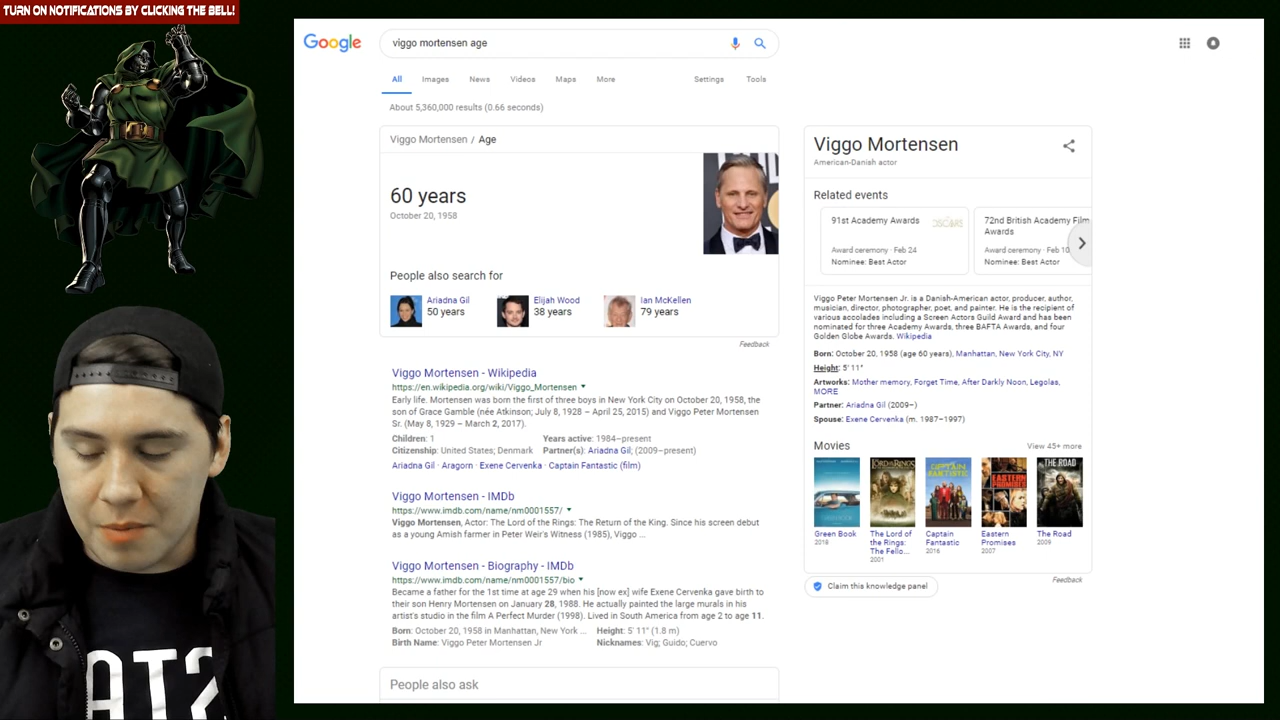 TURN ON NOTIFICATIONS BY CLICKING THE BELL!
Google
viggo mortensen age
All Images News Videos Maps More Settings Tools
About 5,360,000 results (0.66 seconds)
Viggo Mortensen / Age
60 years
October 20, 1958
People also search for
Ariadna Gil
50 years
Elijah Wood
38 years
Ian McKellen
79 years
Feedback
Viggo Mortensen - Wikipedia
https://en.wikipedia.org/wiki/Viggo_Mortensen
Early life. Mortensen was born the first of three boys in New York City on October 20, 1958, the
son of Grace Gamble (née Atkinson; July 8, 1928 – April 25, 2015) and Viggo Peter Mortensen
Sr. (May 8, 1929 – March 2, 2017).
Children: 1 Years active: 1984–present
Citizenship: United States; Denmark Partner(s): Ariadna Gil; (2009–present)
Ariadna Gil · Aragorn · Exene Cervenka · Captain Fantastic (film)
Viggo Mortensen - IMDb
https://www.imdb.com/name/nm0001557/
Viggo Mortensen, Actor: The Lord of the Rings: The Return of the King. Since his screen debut
as a young Amish farmer in Peter Weir's Witness (1985), Viggo ...
Viggo Mortensen - Biography - IMDb
https://www.imdb.com/name/nm0001557/bio
Became a father for the 1st time at age 29 when his [now ex] wife Exene Cervenka gave birth to
their son Henry Mortensen on January 28, 1988. He actually painted the large murals in his
artist's studio in the film A Perfect Murder (1998). Lived in South America from age 2 to age 11.
Born: October 20, 1958 in Manhattan, New York ... Height: 5' 11" (1.8 m)
Birth Name: Viggo Peter Mortensen Jr Nicknames: Vig; Guido; Cuervo
People also ask
Viggo Mortensen
American-Danish actor
Related events
91st Academy Awards
OSCARS
Award ceremony · Feb 24
Nominee: Best Actor
72nd British Academy Film
Awards
Award ceremony · Feb 10
Nominee: Best Actor
Viggo Peter Mortensen Jr. is a Danish-American actor, producer, author,
musician, director, photographer, poet, and painter. He is the recipient of
various accolades including a Screen Actors Guild Award and has been
nominated for three Academy Awards, three BAFTA Awards, and four
Golden Globe Awards. Wikipedia
Born: October 20, 1958 (age 60 years), Manhattan, New York City, NY
Height: 5' 11"
Artworks: Mother memory, Forget Time, After Darkly Noon, Legolas,
MORE
Partner: Ariadna Gil (2009–)
Spouse: Exene Cervenka (m. 1987–1997)
Movies View 45+ more
CAPTAIN
FANTASTIC
EASTERN
PROMISES
THE ROAD
Green Book
2018
The Lord of
the Rings:
The Fello...
2001
Captain
Fantastic
2016
Eastern
Promises
2007
The Road
2009
Feedback
Claim this knowledge panel